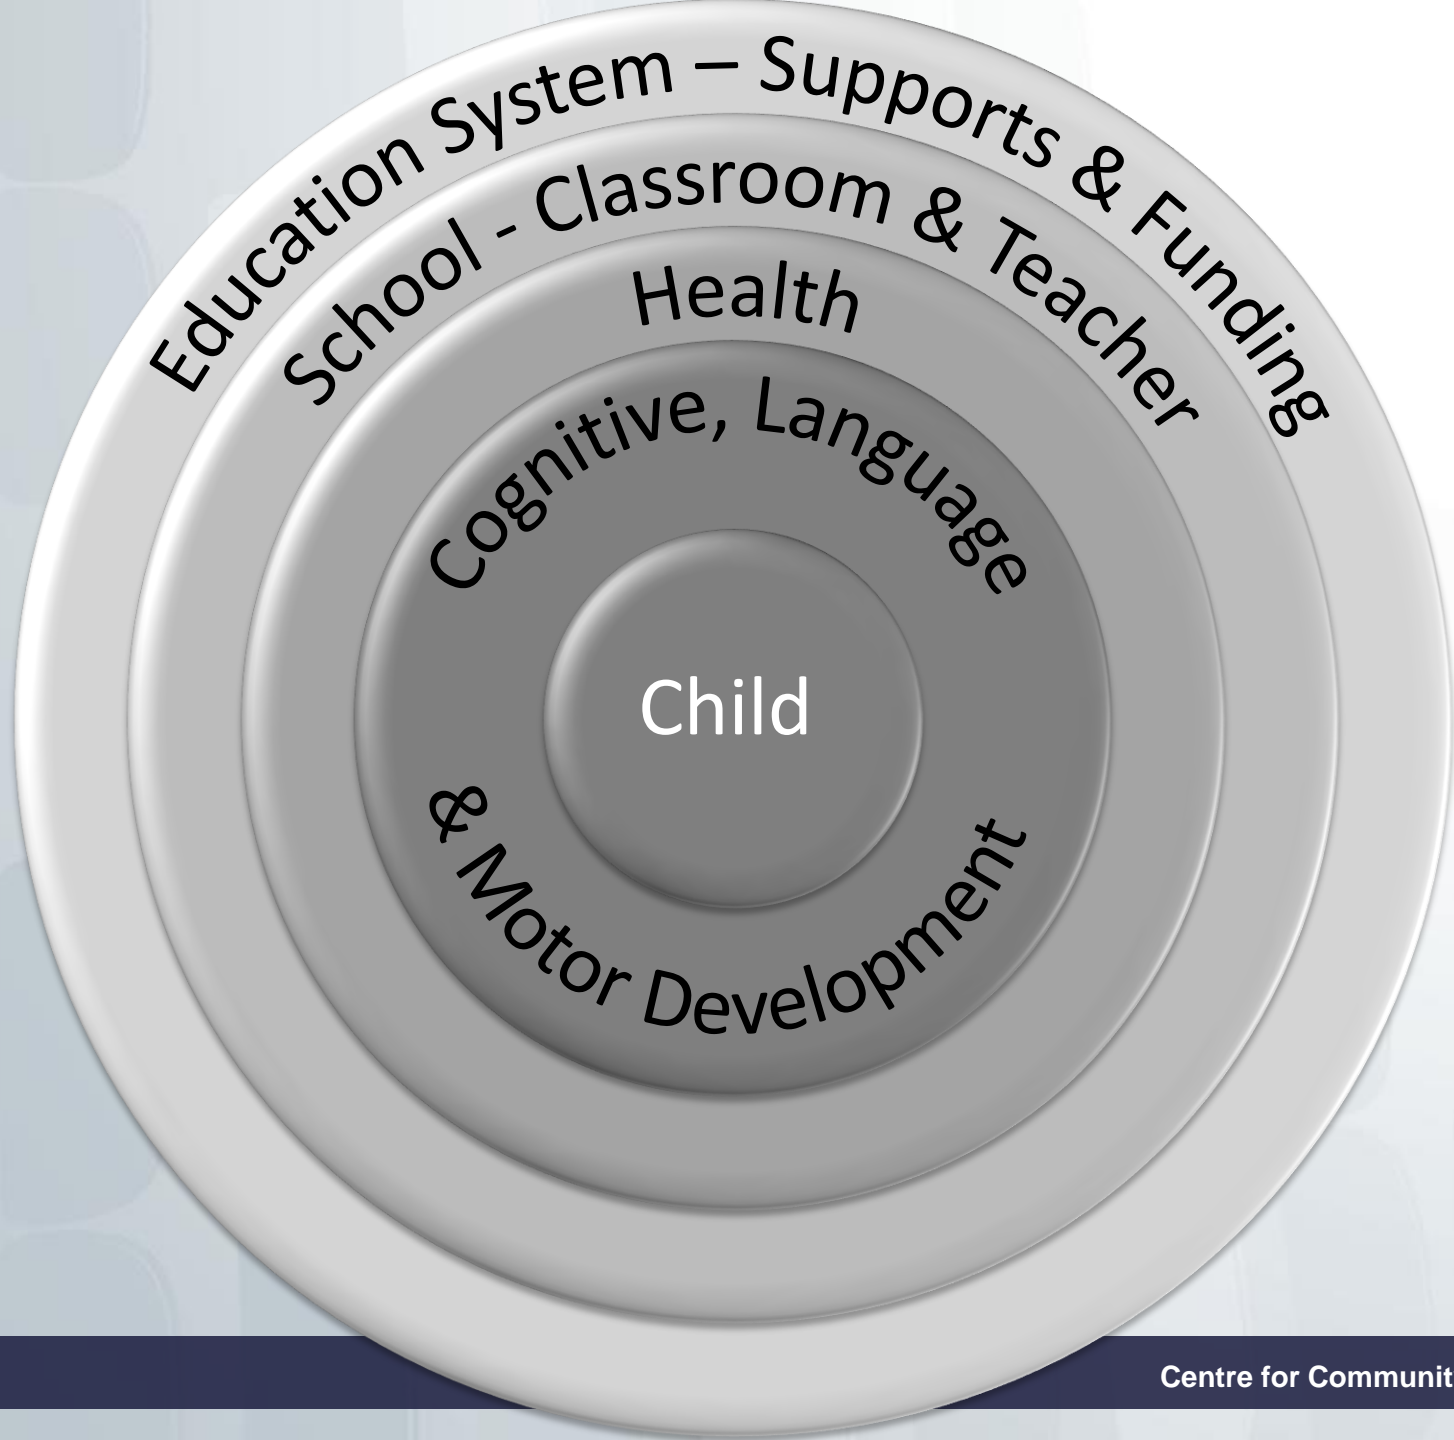 Education System – Supports & Funding
School - Classroom & Teacher
Health
Cognitive, Language
Child
& Motor Development
Centre for Communit